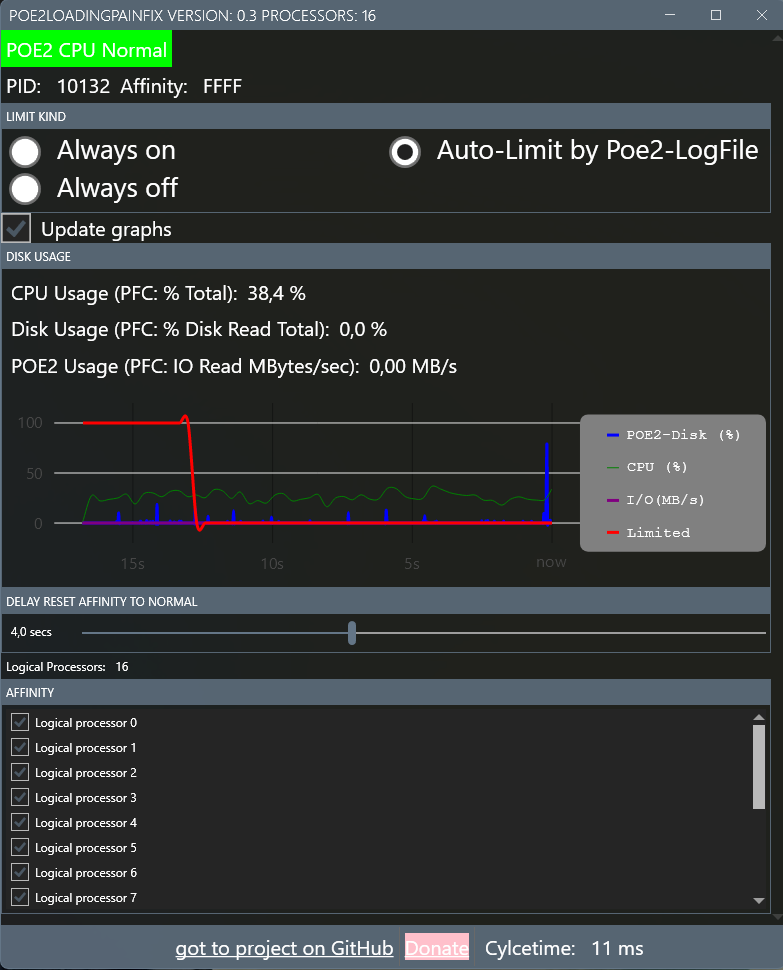 POE2LOADINGPAINFIX VERSION: 0.3 PROCESSORS: 16
POE2 CPU Normal
PID: 10132 Affinity: FFFF
LIMIT KIND
Always on
Auto-Limit by Poe2-LogFile
Always off
Update graphs
DISK USAGE
CPU Usage (PFC: % Total): 38,4 %
Disk Usage (PFC: % Disk Read Total): 0,0 %
POE2 Usage (PFC: IO Read MBytes/sec): 0,00 MB/s
100
50
0
15s
10s
5s
now
POE2-Disk (%)
CPU (%)
I/O(MB/s)
Limited
DELAY RESET AFFINITY TO NORMAL
4,0 secs
Logical Processors: 16
AFFINITY
Logical processor 0
Logical processor 1
Logical processor 2
Logical processor 3
Logical processor 4
Logical processor 5
Logical processor 6
Logical processor 7
got to project on GitHub Donate Cylcetime: 11 ms